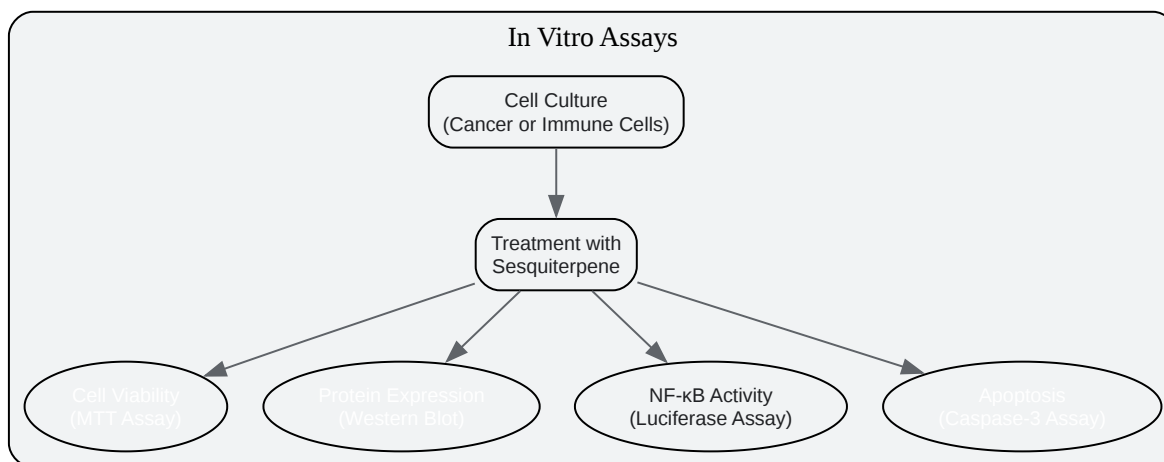 In Vitro Assays
Cell Culture
(Cancer or Immune Cells)
Treatment with
Sesquiterpene
Cell Viability
(MTT Assay)
Protein Expression
(Western Blot)
NF-κB Activity
(Luciferase Assay)
Apoptosis
(Caspase-3 Assay)